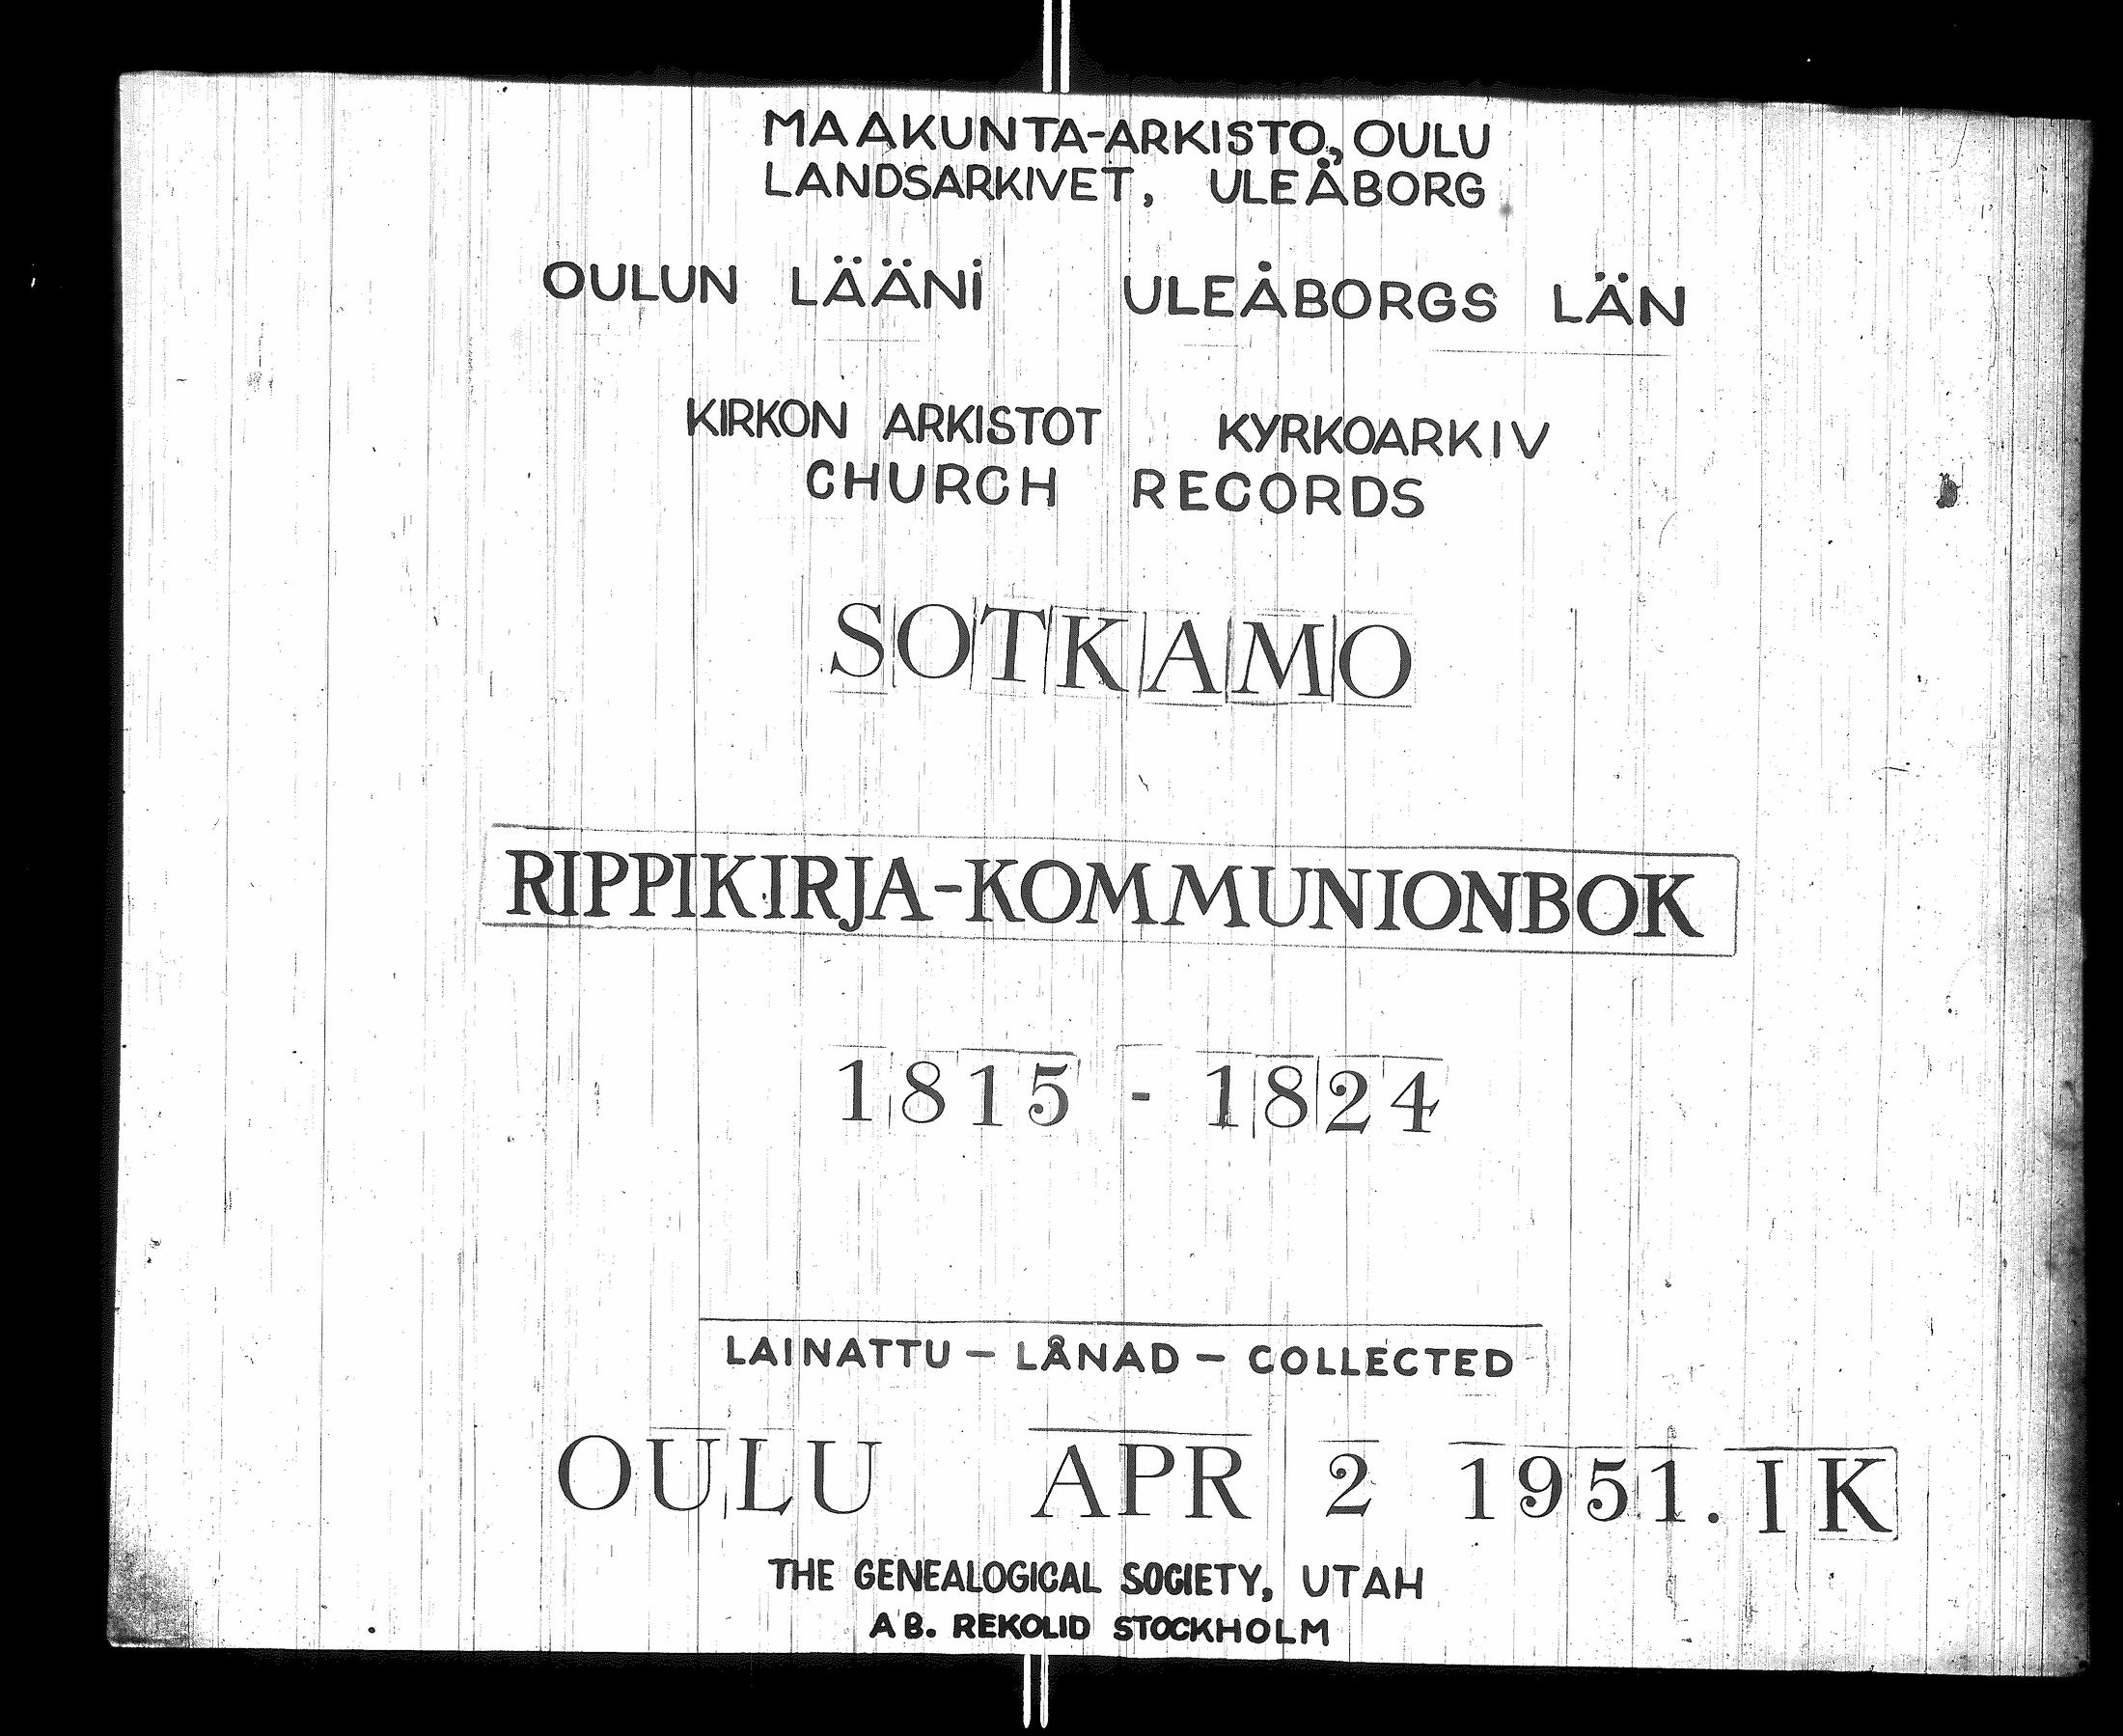 MAAKUNTA-ARKISTO, OULU
LANDSARKIVET, ULEÅBORG
OULUN LÄÄNI ULEÅBORGS LÄN
KIRKON ARKISTOT KYRKOARKIV
CHURCH RECORDS
SOTKAMO
RIPPIKIRJA-KOMMUNIONBOK
1815 - 1824
LAINATTU - LÅNAD - COLLECTED
OULU APR 2 1951. IK
THE GENEALOGICAL SOCIETY, UTAH
AB. REKOLID STOCKHOLM